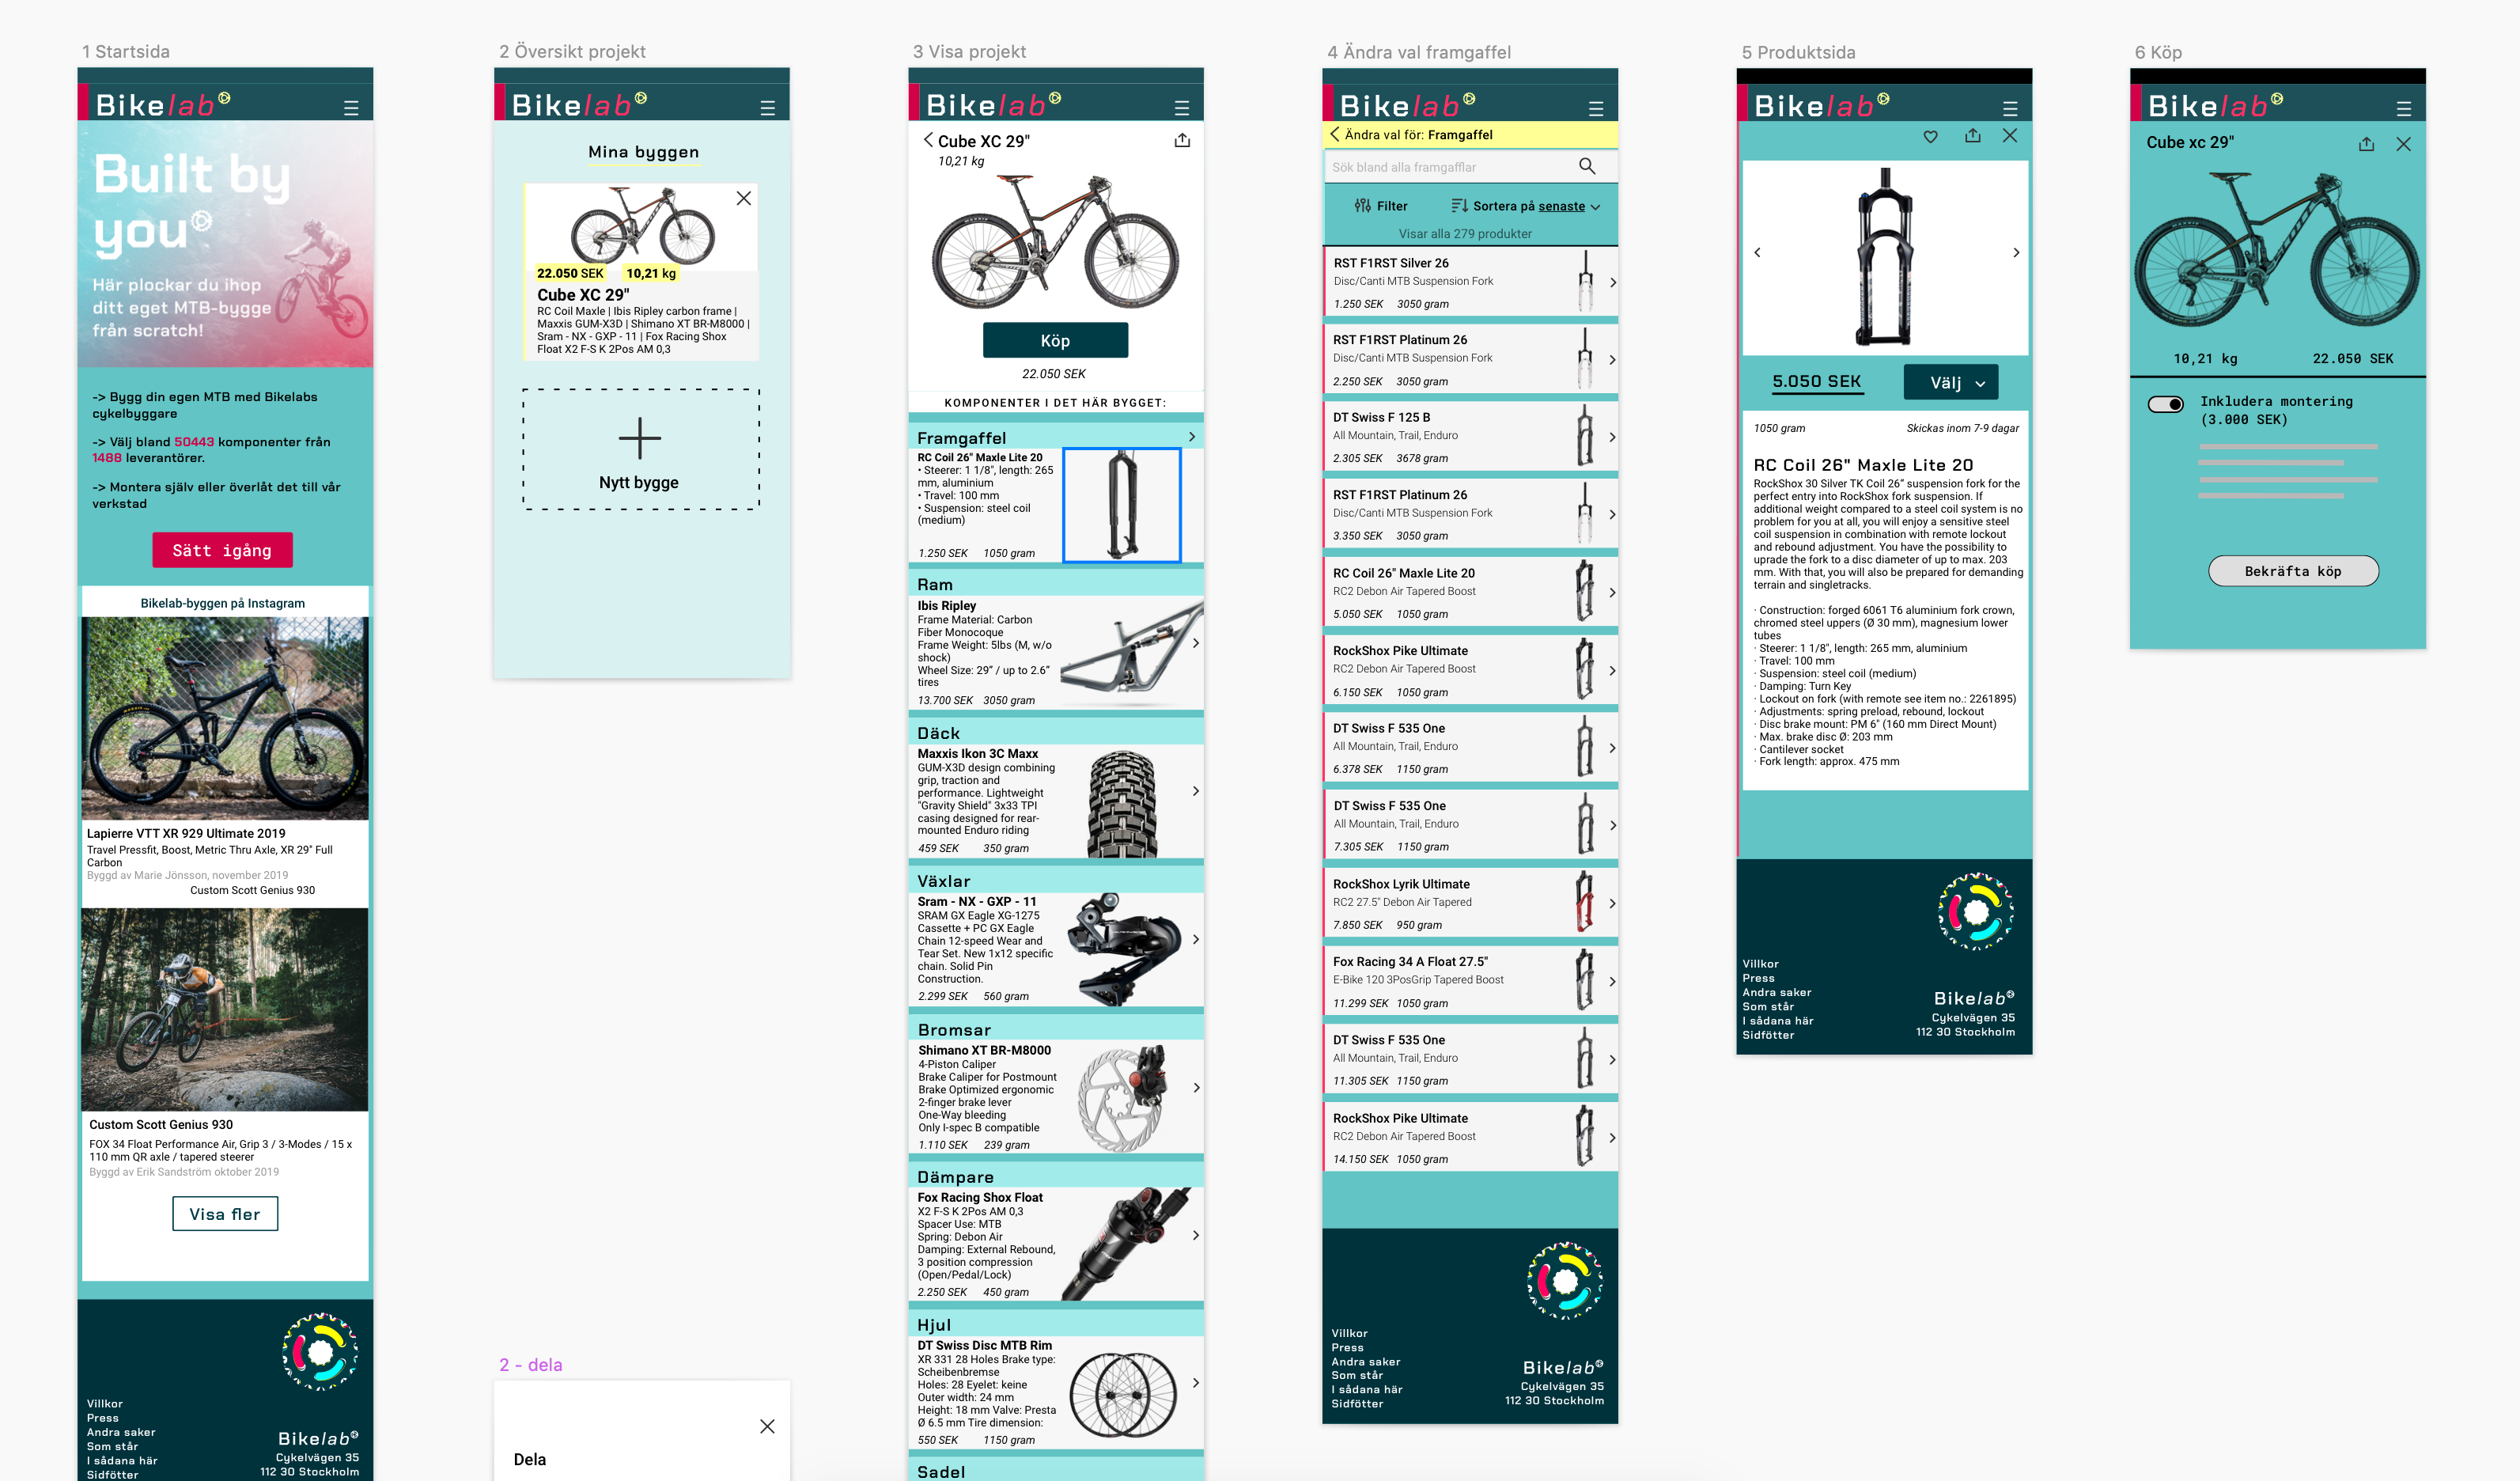 1 Startsida
Bikelab
Built by
you
Här plockar du ihop
ditt eget MTB-bygge
från scratch!
-> Bygg din egen MTB med Bikelabs
cykelbyggare
-> Välj bland 50443 komponenter från
1488 leverantörer.
-> Montera själv eller överlåt det till vår
verkstad
Sätt igång
Bikelab-byggen på Instagram
Lapierre VTT XR 929 Ultimate 2019
Travel Pressfit, Boost, Metric Thru Axle, XR 29" Full
Carbon
Byggd av Marie Jönsson, november 2019
Custom Scott Genius 930
Custom Scott Genius 930
FOX 34 Float Performance Air, Grip 3 / 3-Modes / 15 x
110 mm QR axle / tapered steerer
Byggd av Erik Sandström oktober 2019
Visa fler
Villkor
Press
Andra saker
Som står
I sådana här
Sidfötter
Bikelab
Cykelvägen 35
112 30 Stockholm
2 Översikt projekt
Bikelab
Mina byggen
22.050 SEK 10,21 kg
Cube XC 29"
RC Coil Maxle | Ibis Ripley carbon frame |
Maxxis GUM-X3D | Shimano XT BR-M8000 |
Sram - NX - GXP - 11 | Fox Racing Shox
Float X2 F-S K 2Pos AM 0,3
Nytt bygge
2 - dela
Dela
3 Visa projekt
Bikelab
Cube XC 29"
10,21 kg
Köp
22.050 SEK
KOMPONENTER I DET HÄR BYGGET:
Framgaffel
RC Coil 26" Maxle Lite 20
• Steerer: 1 1/8", length: 265
mm, aluminium
• Travel: 100 mm
• Suspension: steel coil
(medium)
1.250 SEK 1050 gram
Ram
Ibis Ripley
Frame Material: Carbon
Fiber Monocoque
Frame Weight: 5lbs (M, w/o
shock)
Wheel Size: 29” / up to 2.6”
tires
13.700 SEK 3050 gram
Däck
Maxxis Ikon 3C Maxx
GUM-X3D design combining
grip, traction and
performance. Lightweight
"Gravity Shield" 3x33 TPI
casing designed for rear-
mounted Enduro riding
459 SEK 350 gram
Växlar
Sram - NX - GXP - 11
SRAM GX Eagle XG-1275
Cassette + PC GX Eagle
Chain 12-speed Wear and
Tear Set. New 1x12 specific
chain. Solid Pin
Construction.
2.299 SEK 560 gram
Bromsar
Shimano XT BR-M8000
4-Piston Caliper
Brake Caliper for Postmount
Brake Optimized ergonomic
2-finger brake lever
One-Way bleeding
Only I-spec B compatible
1.110 SEK 239 gram
Dämpare
Fox Racing Shox Float
X2 F-S K 2Pos AM 0,3
Spacer Use: MTB
Spring: Debon Air
Damping: External Rebound,
3 position compression
(Open/Pedal/Lock)
2.250 SEK 450 gram
Hjul
DT Swiss Disc MTB Rim
XR 331 28 Holes Brake type:
Scheibenbremse
Holes: 28 Eyelet: keine
Outer width: 24 mm
Height: 18 mm Valve: Presta
Ø 6.5 mm Tire dimension:
550 SEK 1150 gram
Sadel
4 Ändra val framgaffel
Bikelab
Ändra val för: Framgaffel
Sök bland alla framgafflar
Filter Sortera på senaste
Visar alla 279 produkter
RST F1RST Silver 26
Disc/Canti MTB Suspension Fork
1.250 SEK 3050 gram
RST F1RST Platinum 26
Disc/Canti MTB Suspension Fork
2.250 SEK 3050 gram
DT Swiss F 125 B
All Mountain, Trail, Enduro
2.305 SEK 3678 gram
RST F1RST Platinum 26
Disc/Canti MTB Suspension Fork
3.350 SEK 3050 gram
RC Coil 26" Maxle Lite 20
RC2 Debon Air Tapered Boost
5.050 SEK 1050 gram
RockShox Pike Ultimate
RC2 Debon Air Tapered Boost
6.150 SEK 1050 gram
DT Swiss F 535 One
All Mountain, Trail, Enduro
6.378 SEK 1150 gram
DT Swiss F 535 One
All Mountain, Trail, Enduro
7.305 SEK 1150 gram
RockShox Lyrik Ultimate
RC2 27.5" Debon Air Tapered
7.850 SEK 950 gram
Fox Racing 34 A Float 27.5"
E-Bike 120 3PosGrip Tapered Boost
11.299 SEK 1050 gram
DT Swiss F 535 One
All Mountain, Trail, Enduro
11.305 SEK 1150 gram
RockShox Pike Ultimate
RC2 Debon Air Tapered Boost
14.150 SEK 1050 gram
Villkor
Press
Andra saker
Som står
I sådana här
Sidfötter
Bikelab
Cykelvägen 35
112 30 Stockholm
5 Produktsida
Bikelab
5.050 SEK
Välj
1050 gram Skickas inom 7-9 dagar
RC Coil 26" Maxle Lite 20
RockShox 30 Silver TK Coil 26” suspension fork for the
perfect entry into RockShox fork suspension. If
additional weight compared to a steel coil system is no
problem for you at all, you will enjoy a sensitive steel
coil suspension in combination with remote lockout
and rebound adjustment. You have the possibility to
uprade the fork to a disc diameter of up to max. 203
mm. With that, you will also be prepared for demanding
terrain and singletracks.
· Construction: forged 6061 T6 aluminium fork crown,
chromed steel uppers (Ø 30 mm), magnesium lower
tubes
· Steerer: 1 1/8", length: 265 mm, aluminium
· Travel: 100 mm
· Suspension: steel coil (medium)
· Damping: Turn Key
· Lockout on fork (with remote see item no.: 2261895)
· Adjustments: spring preload, rebound, lockout
· Disc brake mount: PM 6" (160 mm Direct Mount)
· Max. brake disc Ø: 203 mm
· Cantilever socket
· Fork length: approx. 475 mm
Villkor
Press
Andra saker
Som står
I sådana här
Sidfötter
Bikelab
Cykelvägen 35
112 30 Stockholm
6 Köp
Bikelab
Cube xc 29"
10,21 kg 22.050 SEK
Inkludera montering
(3.000 SEK)
Bekräfta köp